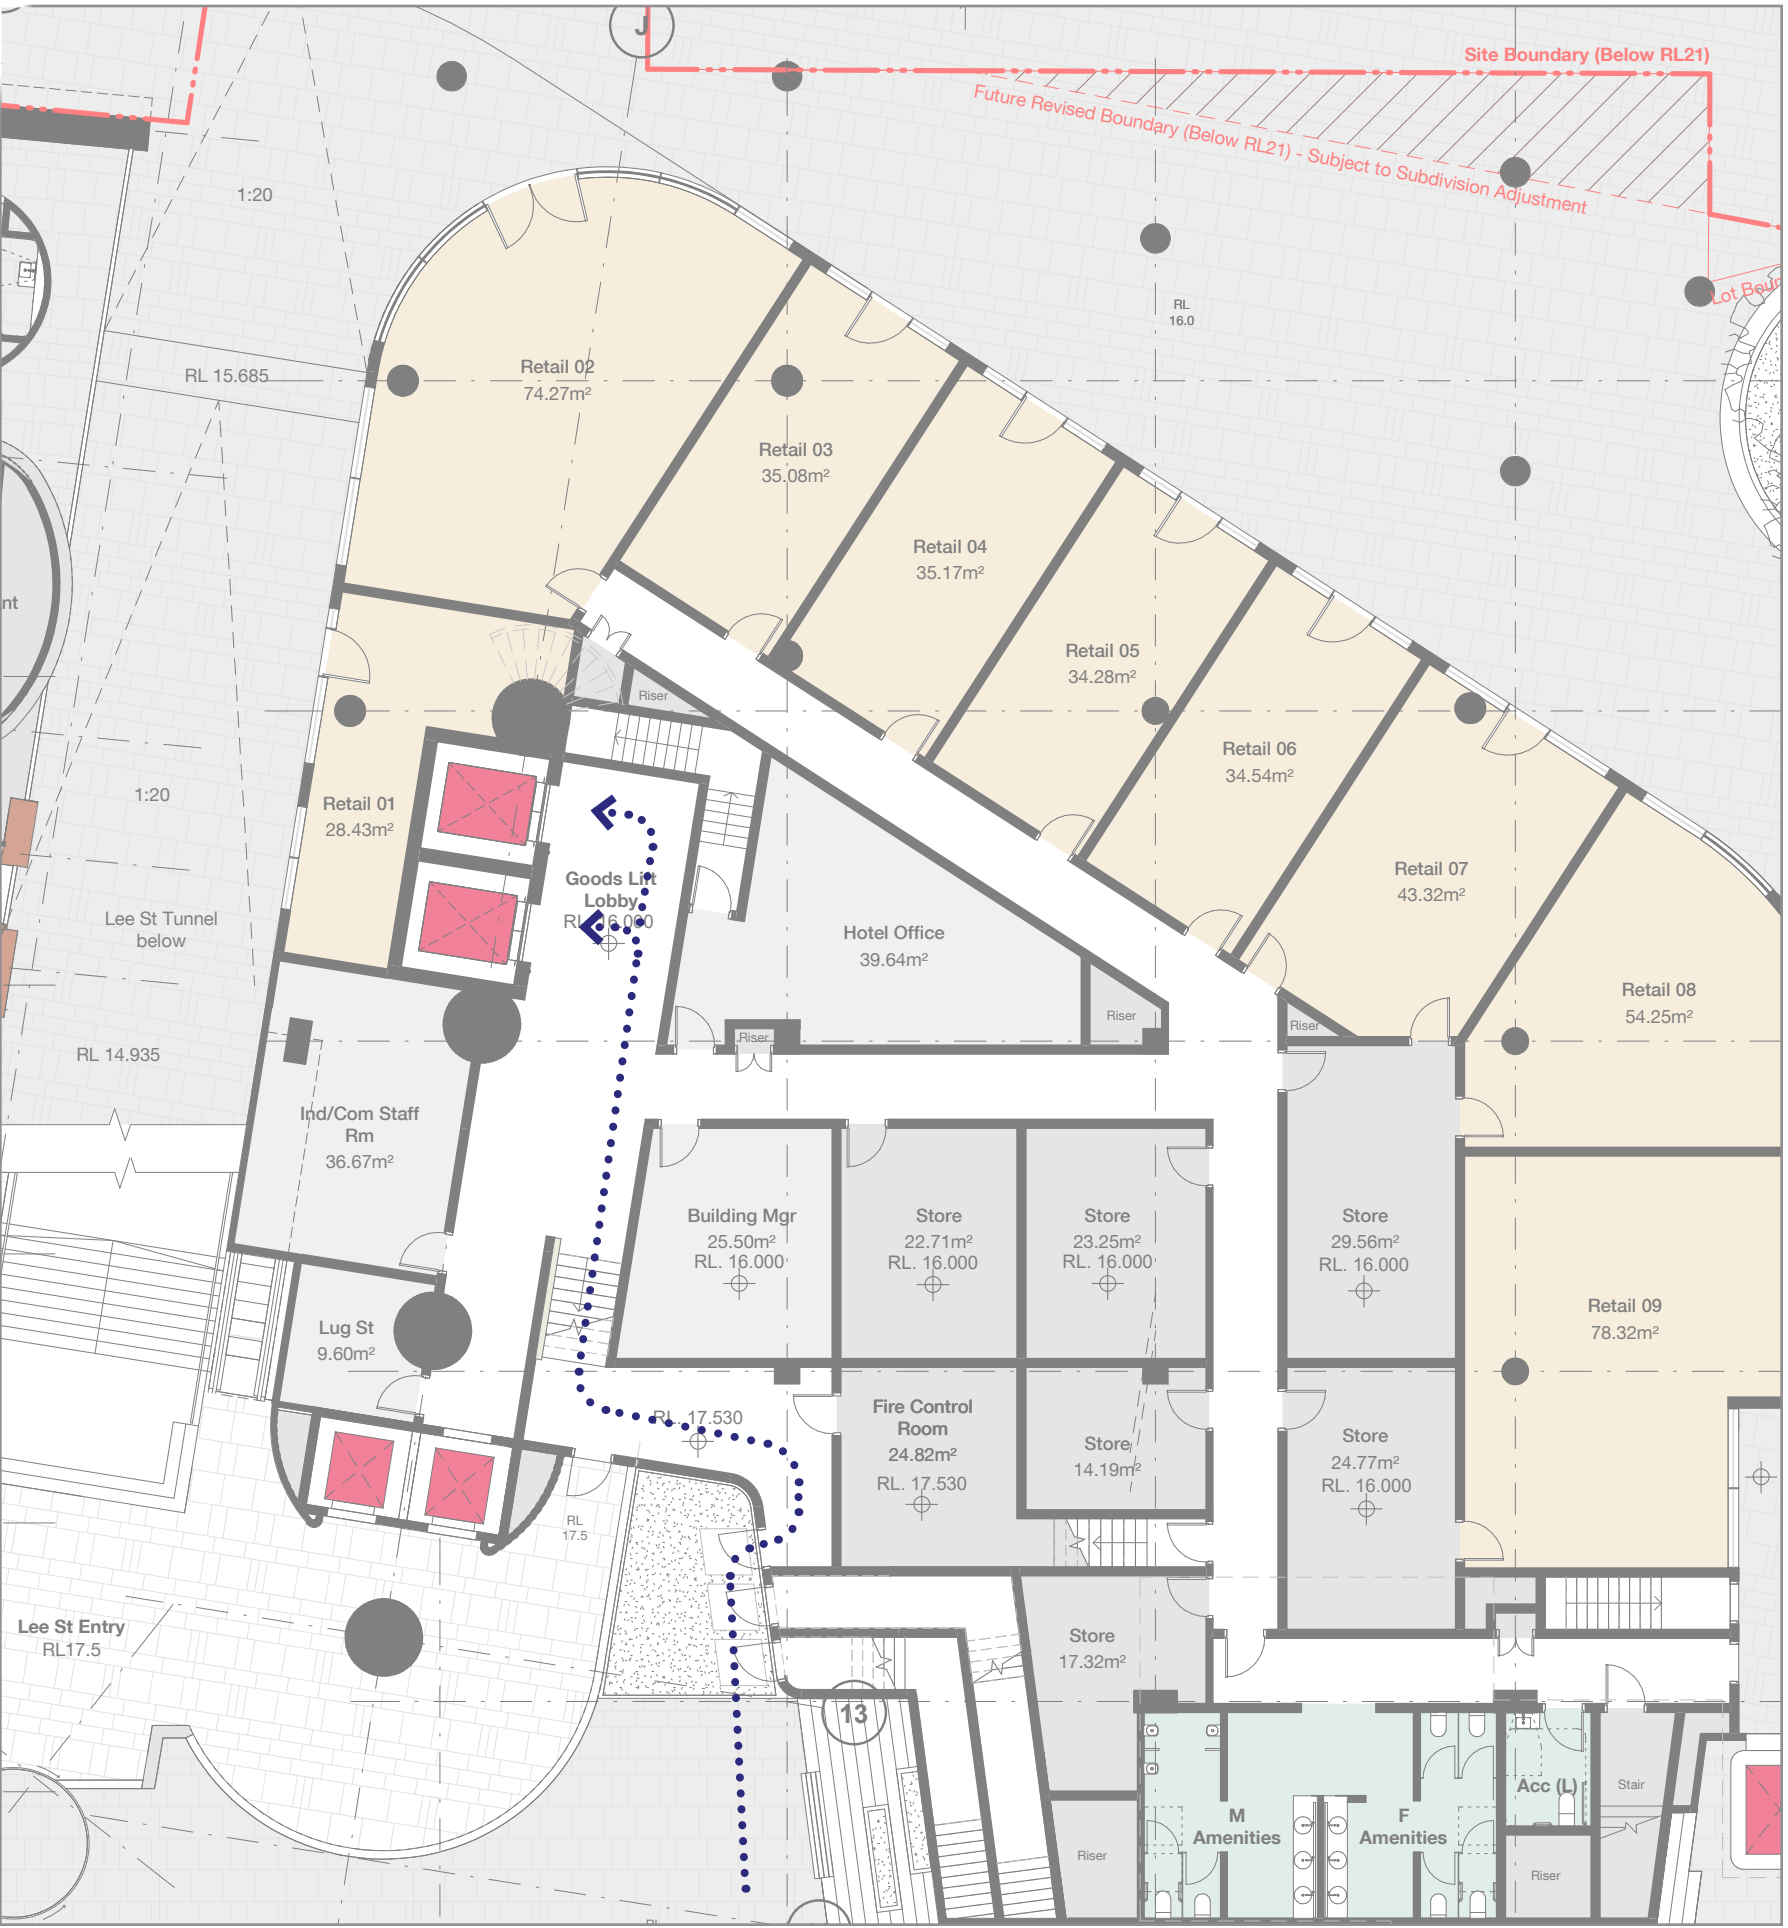 J
Site Boundary (Below RL21)
Future Revised Boundary (Below RL21) - Subject to Subdivision Adjustment
1:20
RL
16.0
Lot Boun
RL 15.685
Retail 02
74.27m²
Retail 03
35.08m²
Retail 04
35.17m²
nt
Retail 05
34.28m²
Riser
Retail 06
34.54m²
1:20
Retail 01
28.43m²
Retail 07
43.32m²
Goods Lift
Lobby
RL. 16.000
Lee St Tunnel
below
Hotel Office
39.64m²
Retail 08
54.25m²
Riser
Riser
Riser
RL 14.935
Ind/Com Staff
Rm
36.67m²
Building Mgr
25.50m²
RL. 16.000
Store
22.71m²
RL. 16.000
Store
23.25m²
RL. 16.000
Store
29.56m²
RL. 16.000
Retail 09
78.32m²
Lug St
9.60m²
RL. 17.530
Fire Control
Room
24.82m²
RL. 17.530
Store
14.19m²
Store
24.77m²
RL. 16.000
RL
17.5
Lee St Entry
RL17.5
Store
17.32m²
13
Acc (L)
Stair
M
Amenities
F
Amenities
Riser
Riser